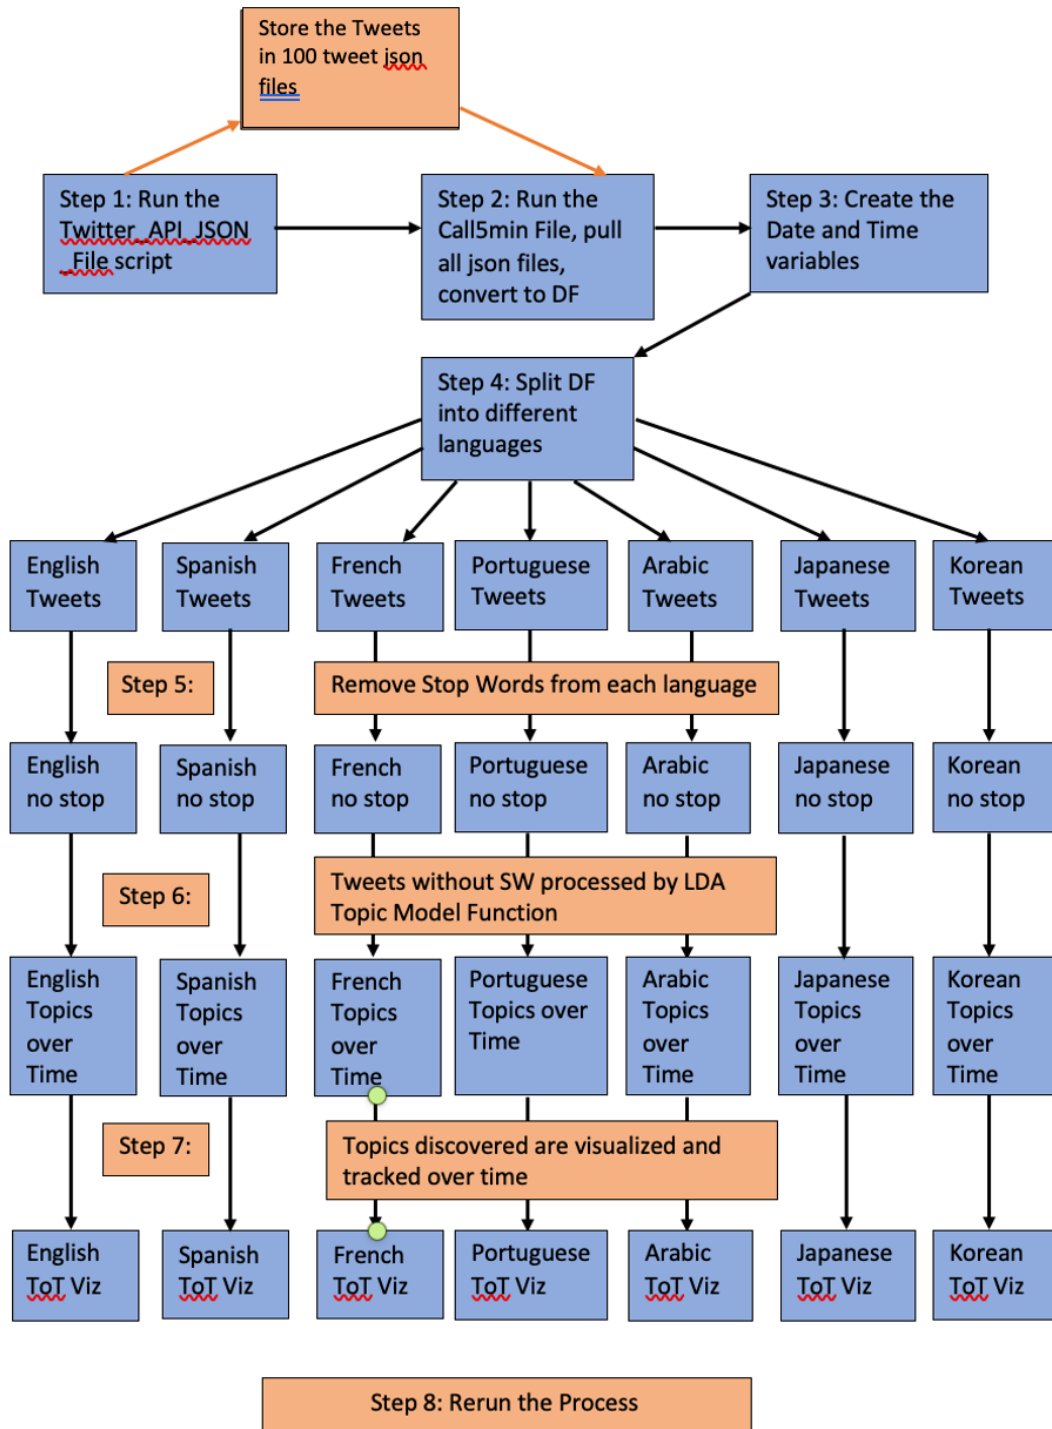 Store the Tweets
in 100 tweet json
files
Step 1: Run the
Twitter_API_JSON
_File script
Step 2: Run the
Call5min File, pull
all json files,
convert to DF
Step 3: Create the
Date and Time
variables
Step 4: Split DF
into different
languages
English
Tweets
Spanish
Tweets
French
Tweets
Portuguese
Tweets
Arabic
Tweets
Japanese
Tweets
Korean
Tweets
Step 5:
Remove Stop Words from each language
English
no stop
Spanish
no stop
French
no stop
Portuguese
no stop
Arabic
no stop
Japanese
no stop
Korean
no stop
Step 6:
Tweets without SW processed by LDA
Topic Model Function
English
Topics
over
Time
Spanish
Topics
over
Time
French
Topics
over
Time
Portuguese
Topics over
Time
Arabic
Topics
over
Time
Japanese
Topics
over
Time
Korean
Topics
over
Time
Step 7:
Topics discovered are visualized and
tracked over time
English
ToT Viz
Spanish
ToT Viz
French
ToT Viz
Portuguese
ToT Viz
Arabic
ToT Viz
Japanese
ToT Viz
Korean
ToT Viz
Step 8: Rerun the Process